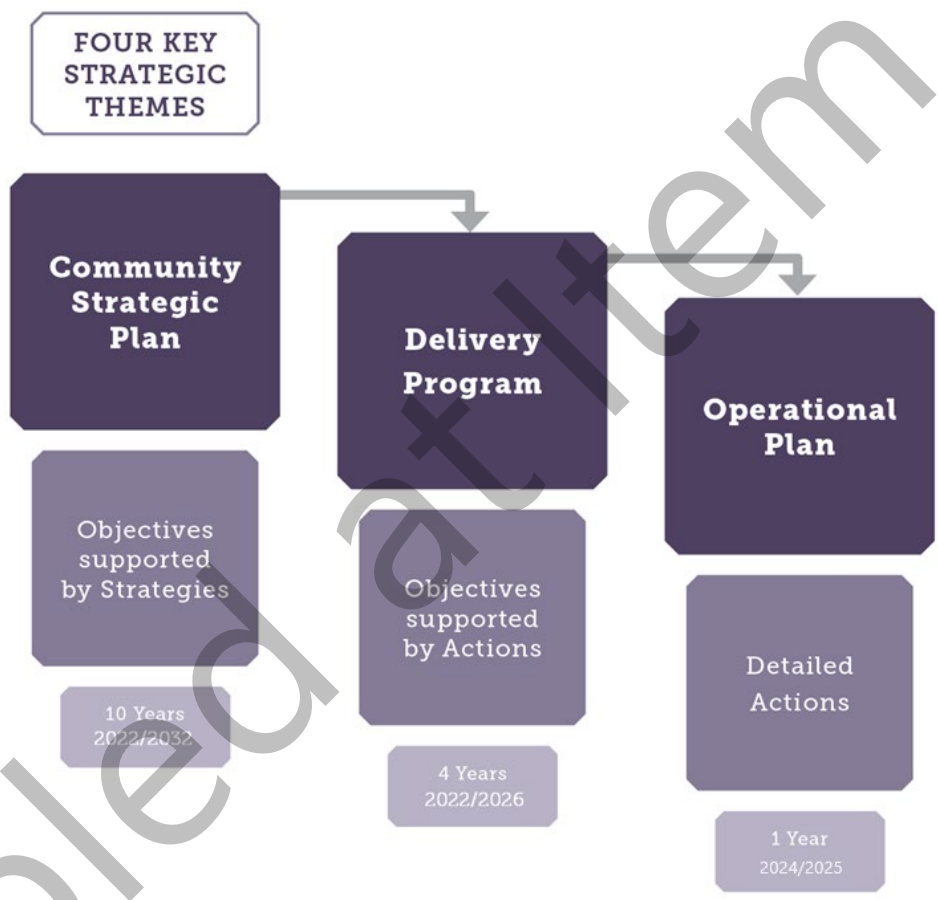 FOUR KEY
STRATEGIC
THEMES
Community
Strategic
Plan
Objectives
supported
by Strategies
10 Years
2022/2032
Delivery
Program
Objectives
supported
by Actions
4 Years
2022/2026
Operational
Plan
Detailed
Actions
1 Year
2024/2025
bled at Item